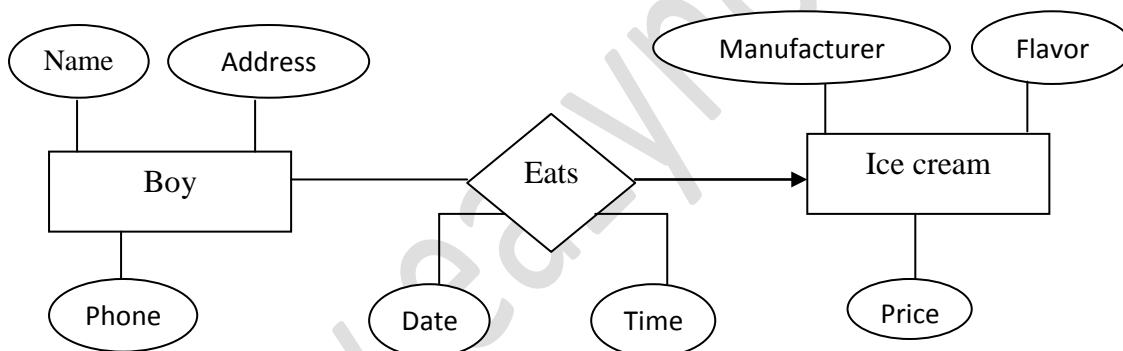 Name
Address
Manufacturer
Flavor
Boy
Eats
Ice cream
Phone
Date
Time
Price